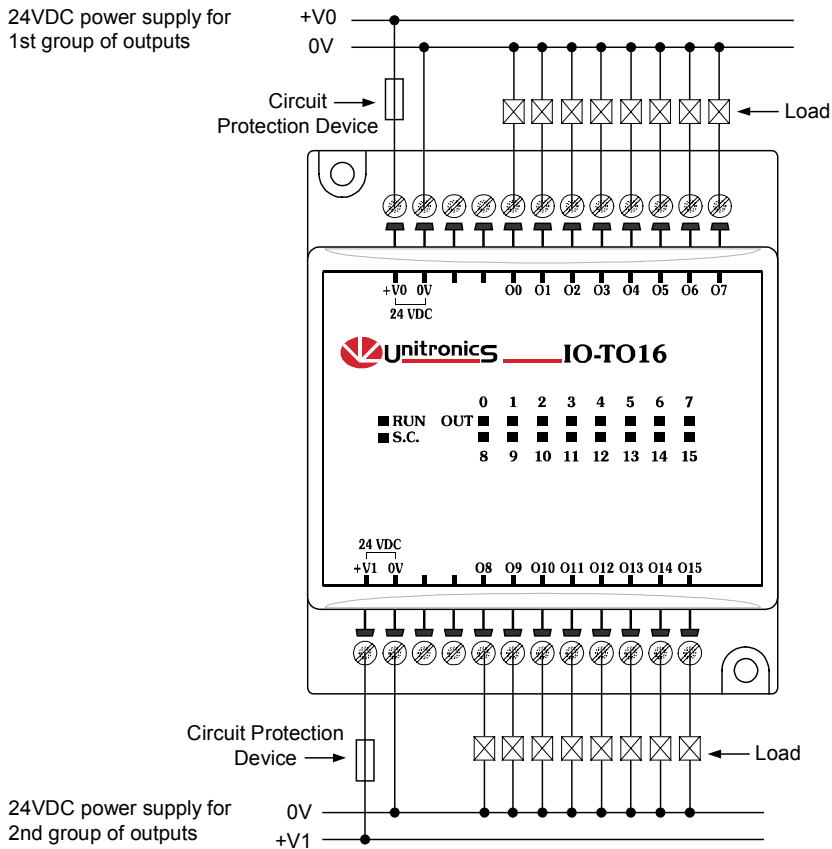 24VDC power supply for
1st group of outputs
+V0
0V
Circuit
Protection Device
Load
+V0 0V
24 VDC
O0 O1 O2 O3 O4 O5 O6 O7
Unitronics IO-TO16
0 1 2 3 4 5 6 7
RUN OUT
S.C.
8 9 10 11 12 13 14 15
24 VDC
+V1 0V O8 O9 O10 O11 O12 O13 O14 O15
Circuit Protection
Device
Load
24VDC power supply for
2nd group of outputs
0V
+V1